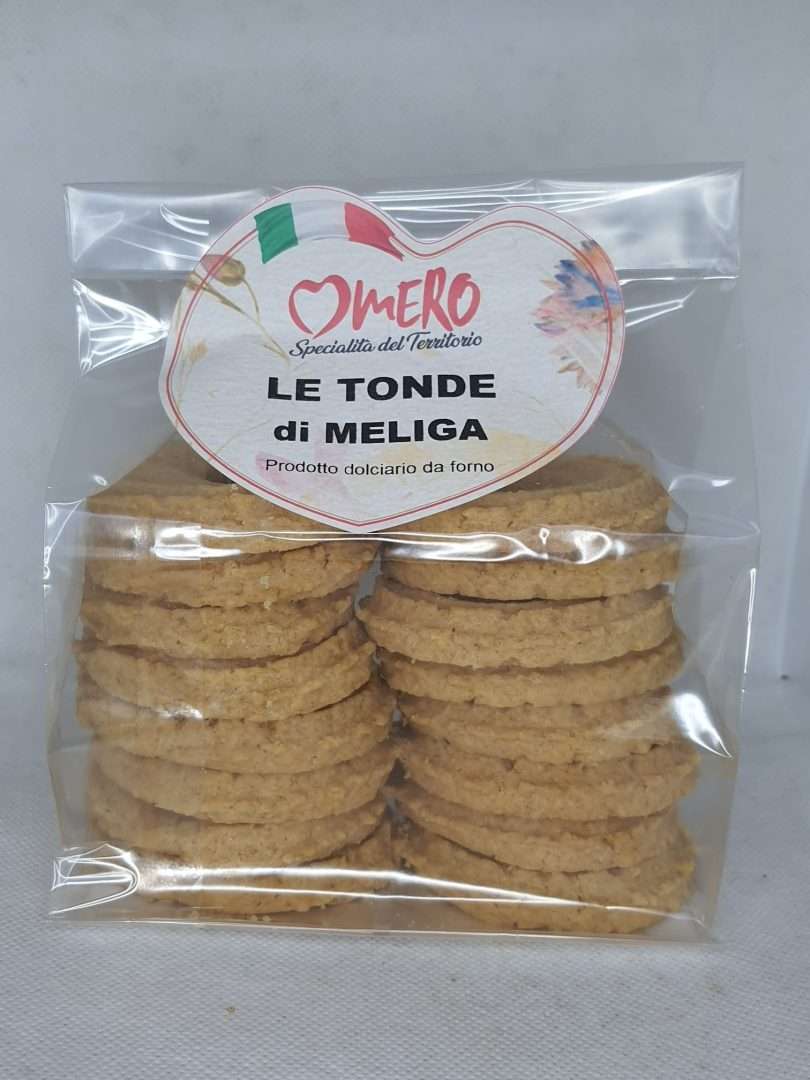 OMERO
Specialità del Territorio
LE TONDE
di MELIGA
Prodotto dolciario da forno